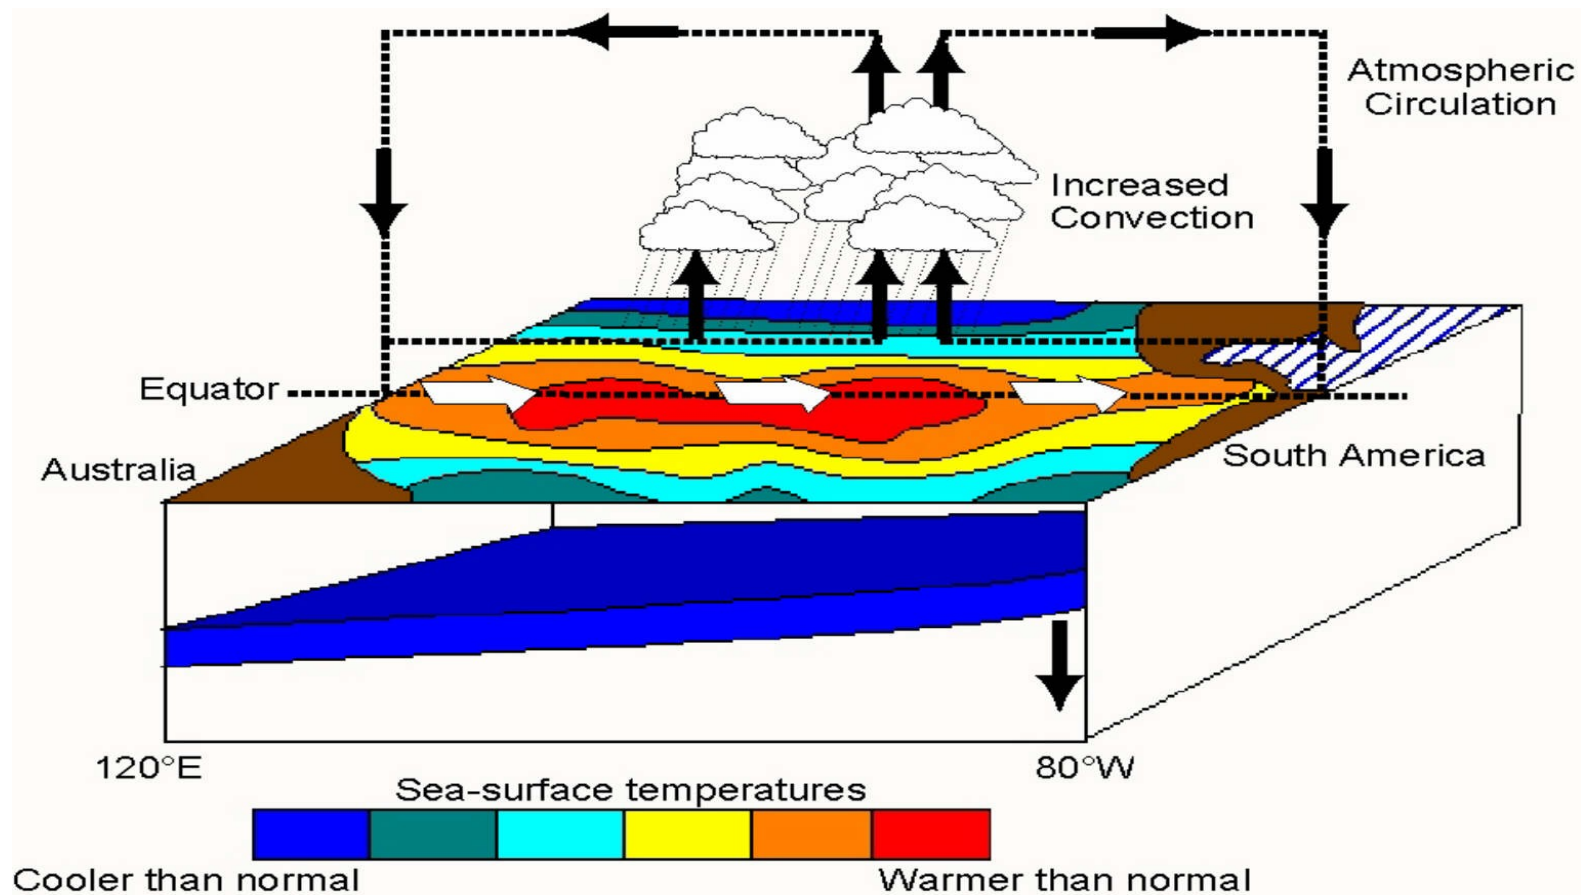 Atmospheric
Circulation
Increased
Convection
Equator
Australia
South America
120°E
80°W
Sea-surface temperatures
Cooler than normal
Warmer than normal